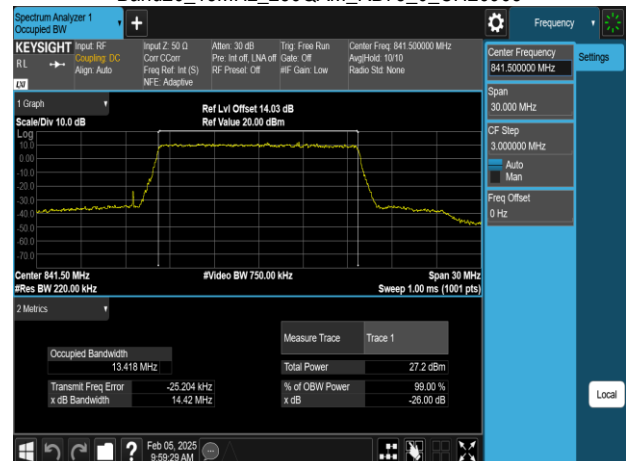 Spectrum Analyzer 1
Occupied BW
Frequency
KEYSIGHT
RL
LXI
Input: RF
Coupling: DC
Align: Auto
Input Z: 50 Ω
Corr CCorr
Freq Ref: Int (S)
NFE: Adaptive
Atten: 30 dB
Pre: Int off, LNA off
RF Preset: Off
Trig: Free Run
Gate: Off
#IF Gain: Low
Center Freq: 841.500000 MHz
Avg|Hold: 10/10
Radio Std: None
Center Frequency
841.500000 MHz
Settings
Span
30.000 MHz
CF Step
3.000000 MHz
Auto
Man
Freq Offset
0 Hz
Local
1 Graph
Scale/Div 10.0 dB
Ref Lvl Offset 14.03 dB
Ref Value 20.00 dBm
Log
10.0
0.00
-10.0
-20.0
-30.0
-40.0
-50.0
-60.0
-70.0
Center 841.50 MHz
#Video BW 750.00 kHz
Span 30 MHz
#Res BW 220.00 kHz
Sweep 1.00 ms (1001 pts)
2 Metrics
Measure Trace
Trace 1
Occupied Bandwidth
13.418 MHz
Total Power
27.2 dBm
Transmit Freq Error
-25.204 kHz
% of OBW Power
99.00 %
x dB Bandwidth
14.42 MHz
x dB
-26.00 dB
Feb 05, 2025
9:59:29 AM